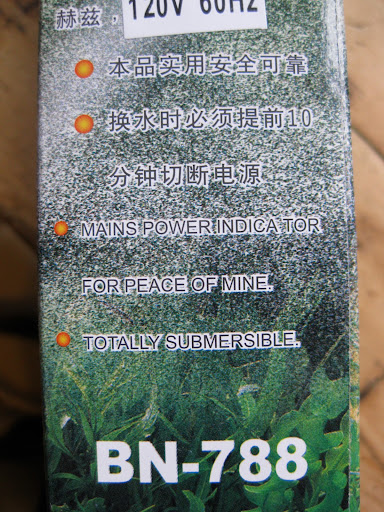 赫兹, 120V 60Hz
本品实用安全可靠
换水时必须提前10
分钟切断电源
MAINS POWER INDICA TOR
FOR PEACE OF MINE.
TOTALLY SUBMERSIBLE.
BN-788